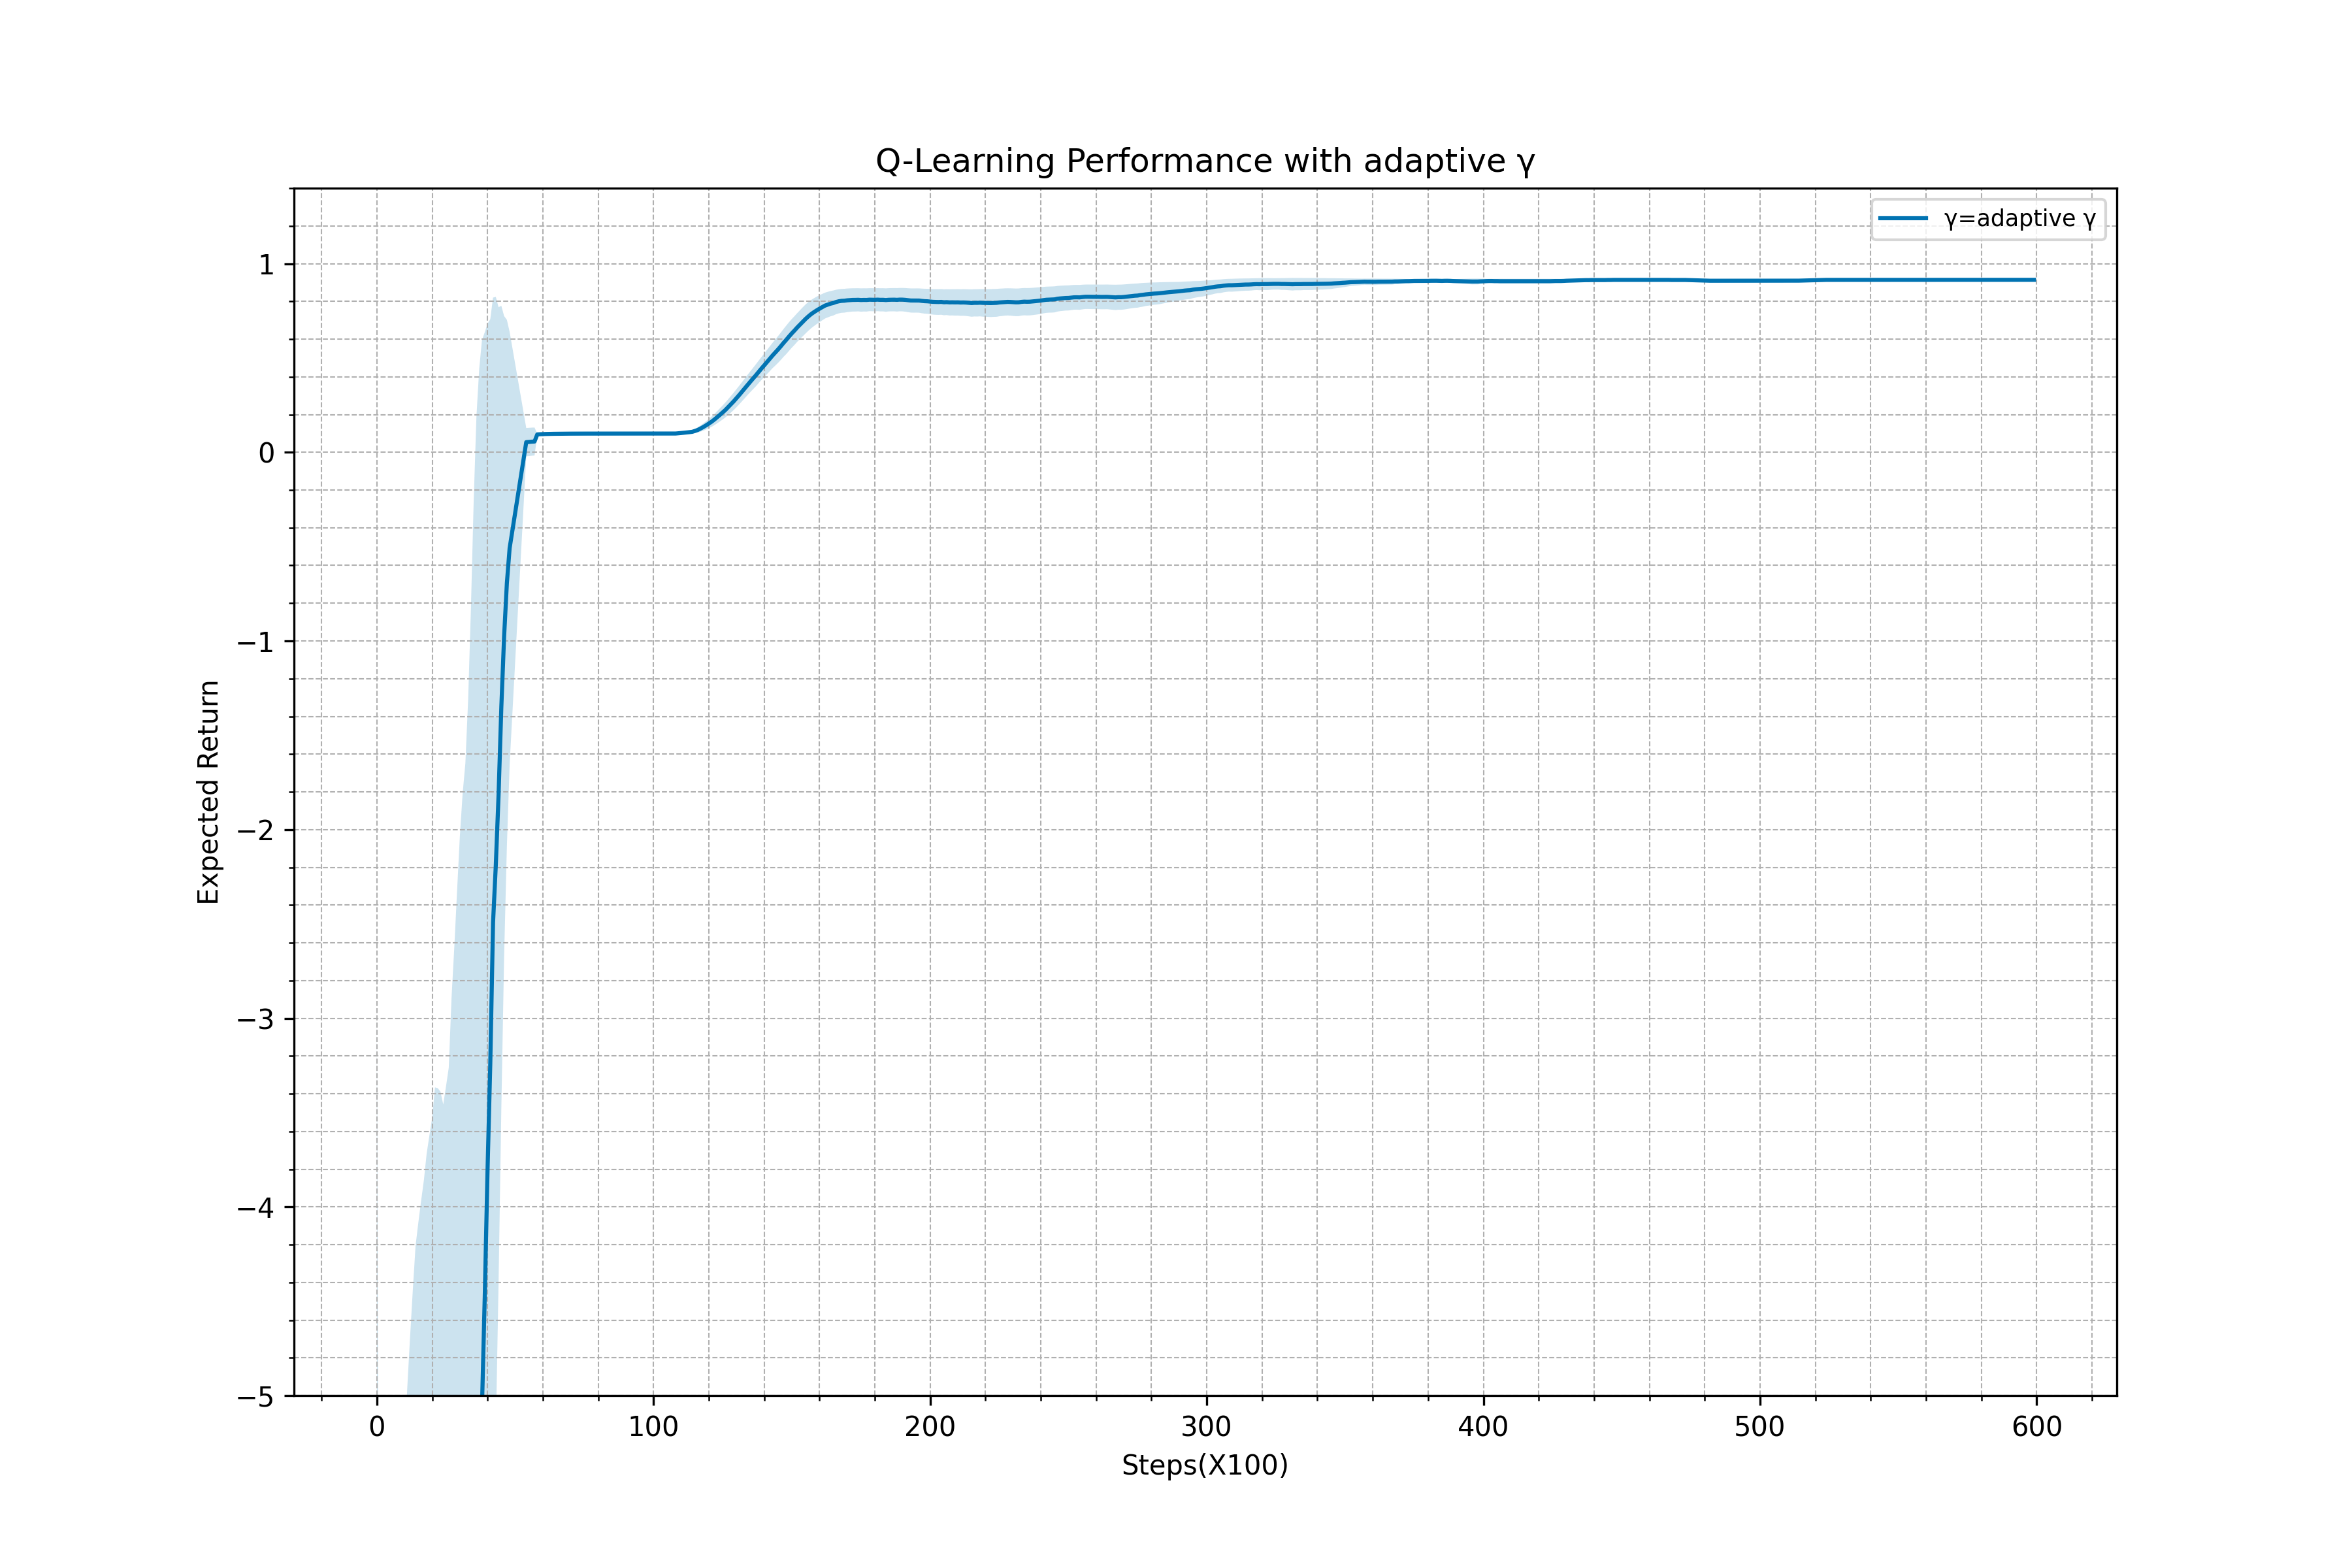 Q-Learning Performance with adaptive γ
γ=adaptive γ
1
0
−1
−2
−3
−4
−5
Expected Return
0 100 200 300 400 500 600
Steps(X100)